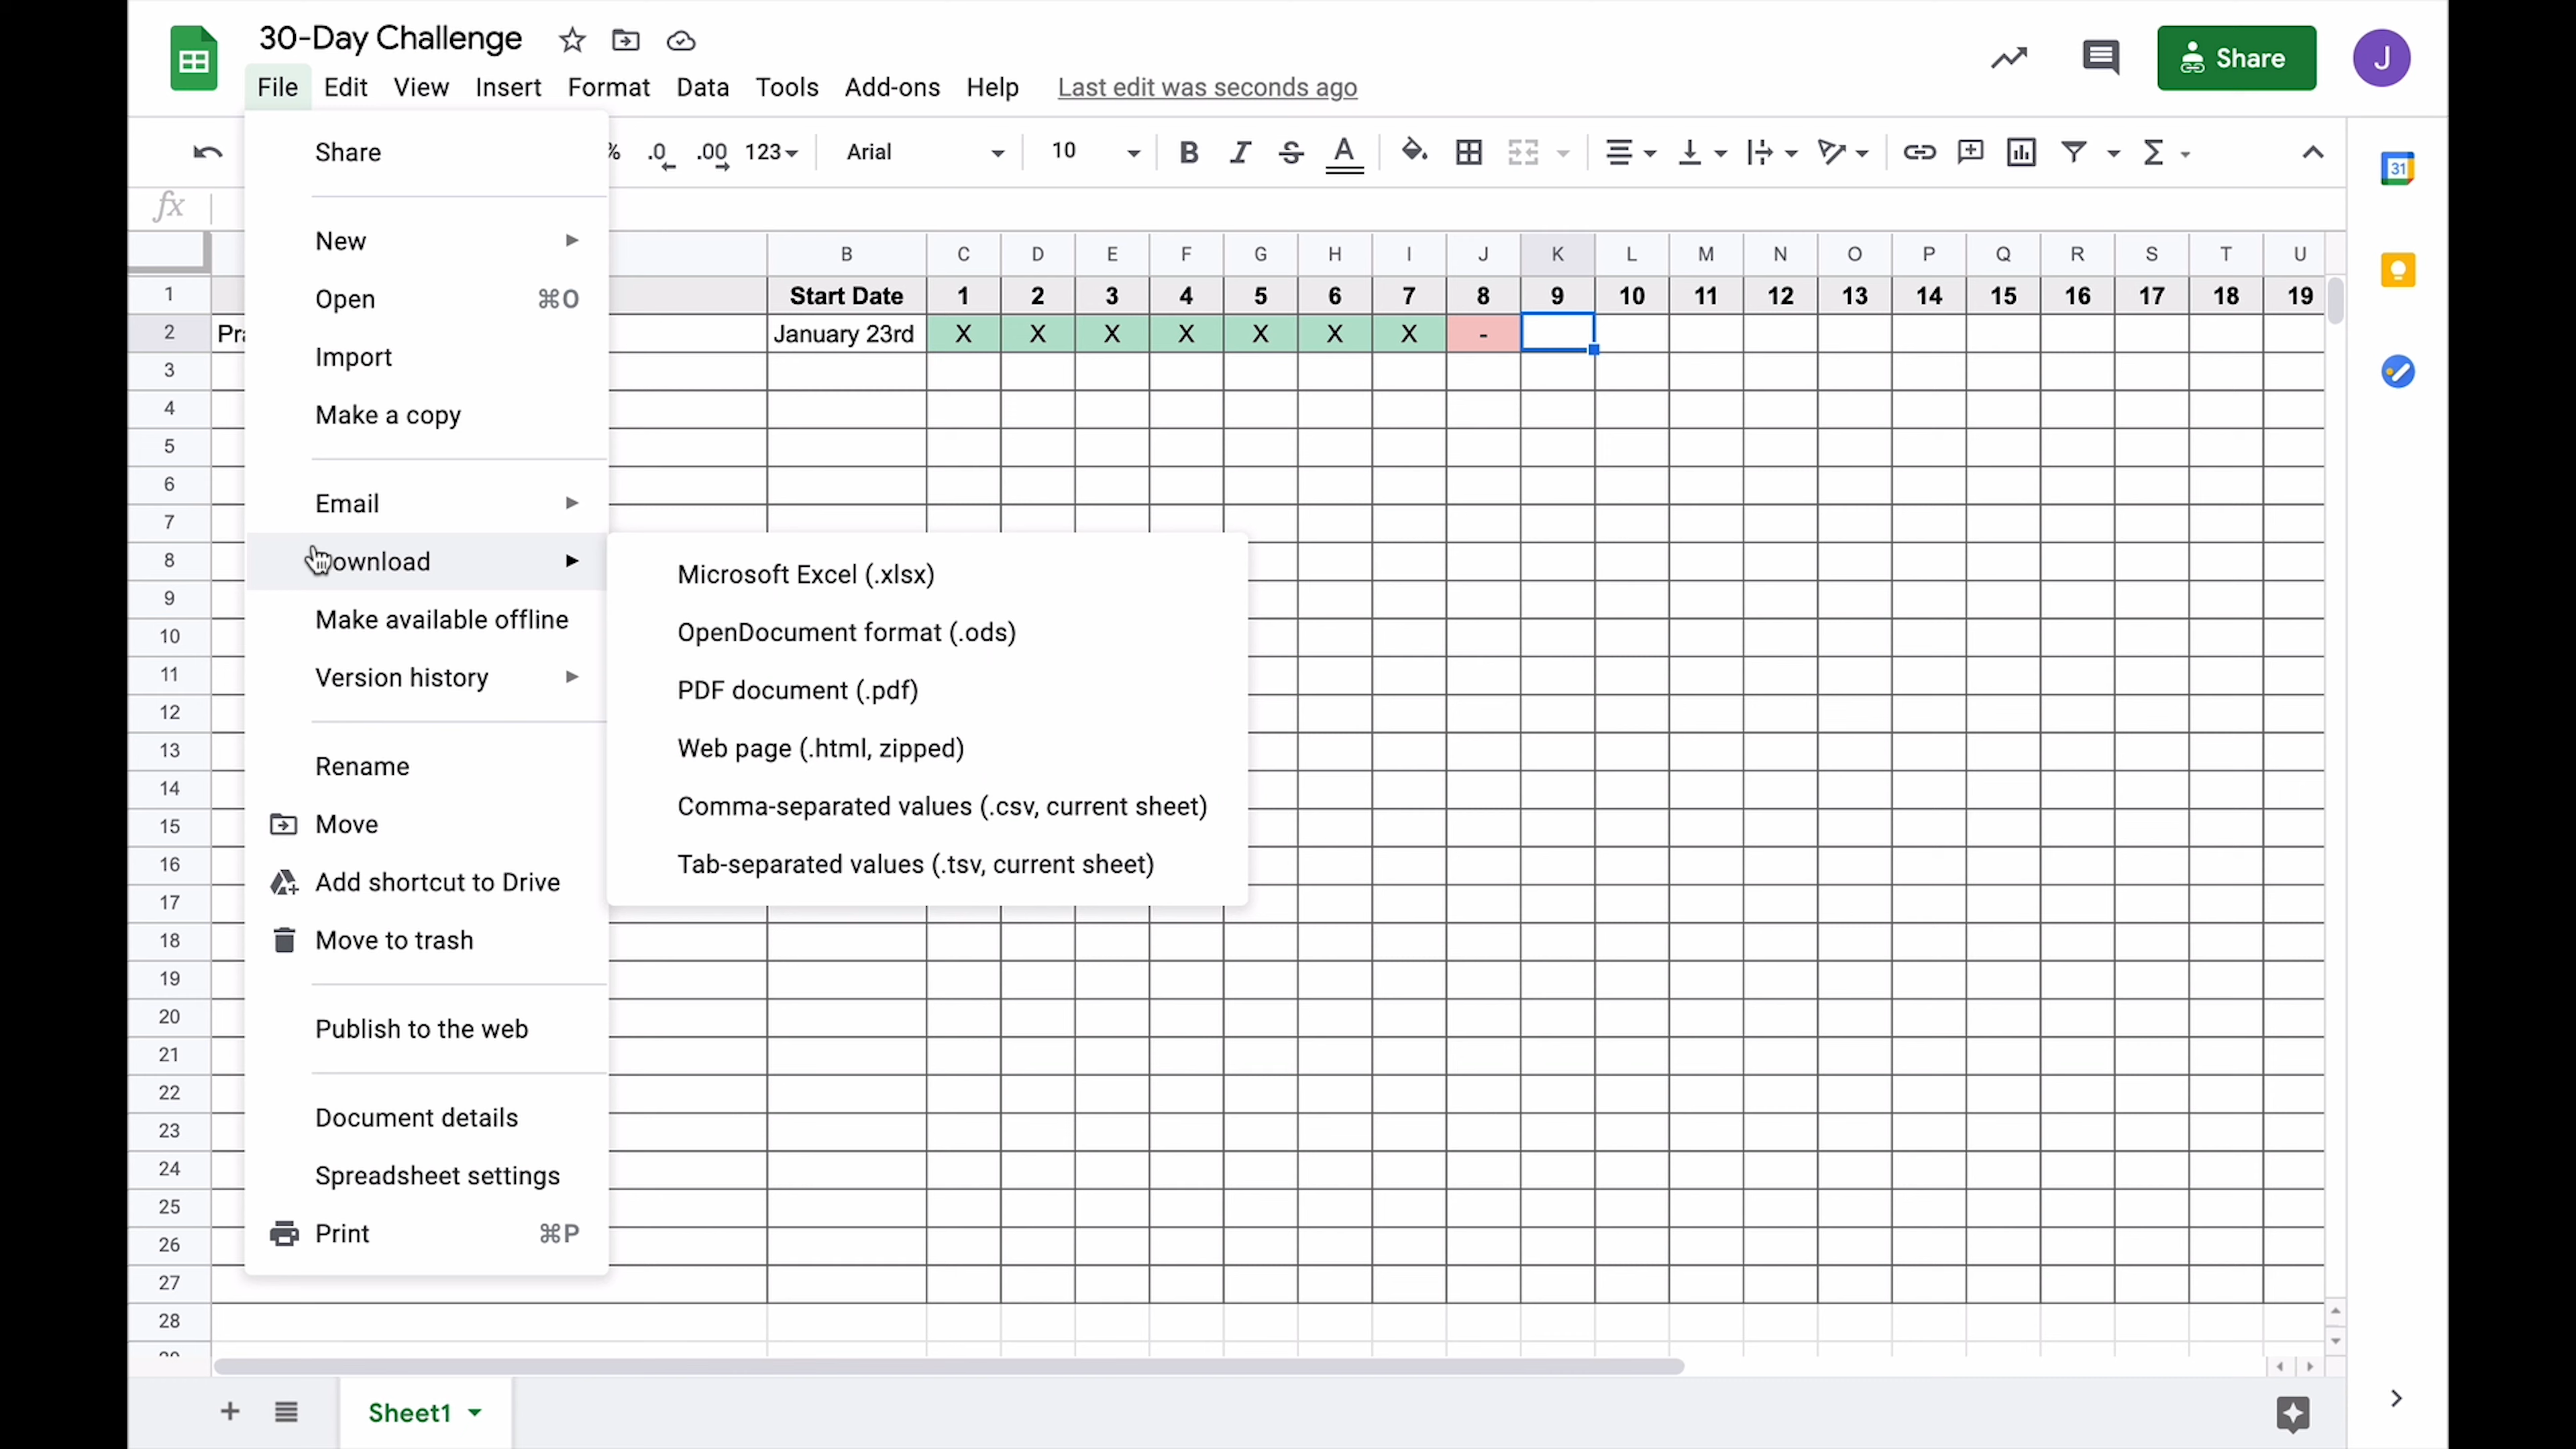 30-Day Challenge
File Edit View Insert Format Data Tools Add-ons Help Last edit was seconds ago
Share
J
% .0 .00 123 Arial 10 B I S A Σ
31
fx
Share
New
Open ⌘O
Import
Make a copy
Email
Download
Make available offline
Version history
Rename
Move
Add shortcut to Drive
Move to trash
Publish to the web
Document details
Spreadsheet settings
Print ⌘P
Microsoft Excel (.xlsx)
OpenDocument format (.ods)
PDF document (.pdf)
Web page (.html, zipped)
Comma-separated values (.csv, current sheet)
Tab-separated values (.tsv, current sheet)
B C D E F G H I J K L M N O P Q R S T U
1 Start Date 1 2 3 4 5 6 7 8 9 10 11 12 13 14 15 16 17 18 19
2 January 23rd X X X X X X X -
3
4
5
6
7
8
9
10
11
12
13
14
15
16
17
18
19
20
21
22
23
24
25
26
27
28
Sheet1